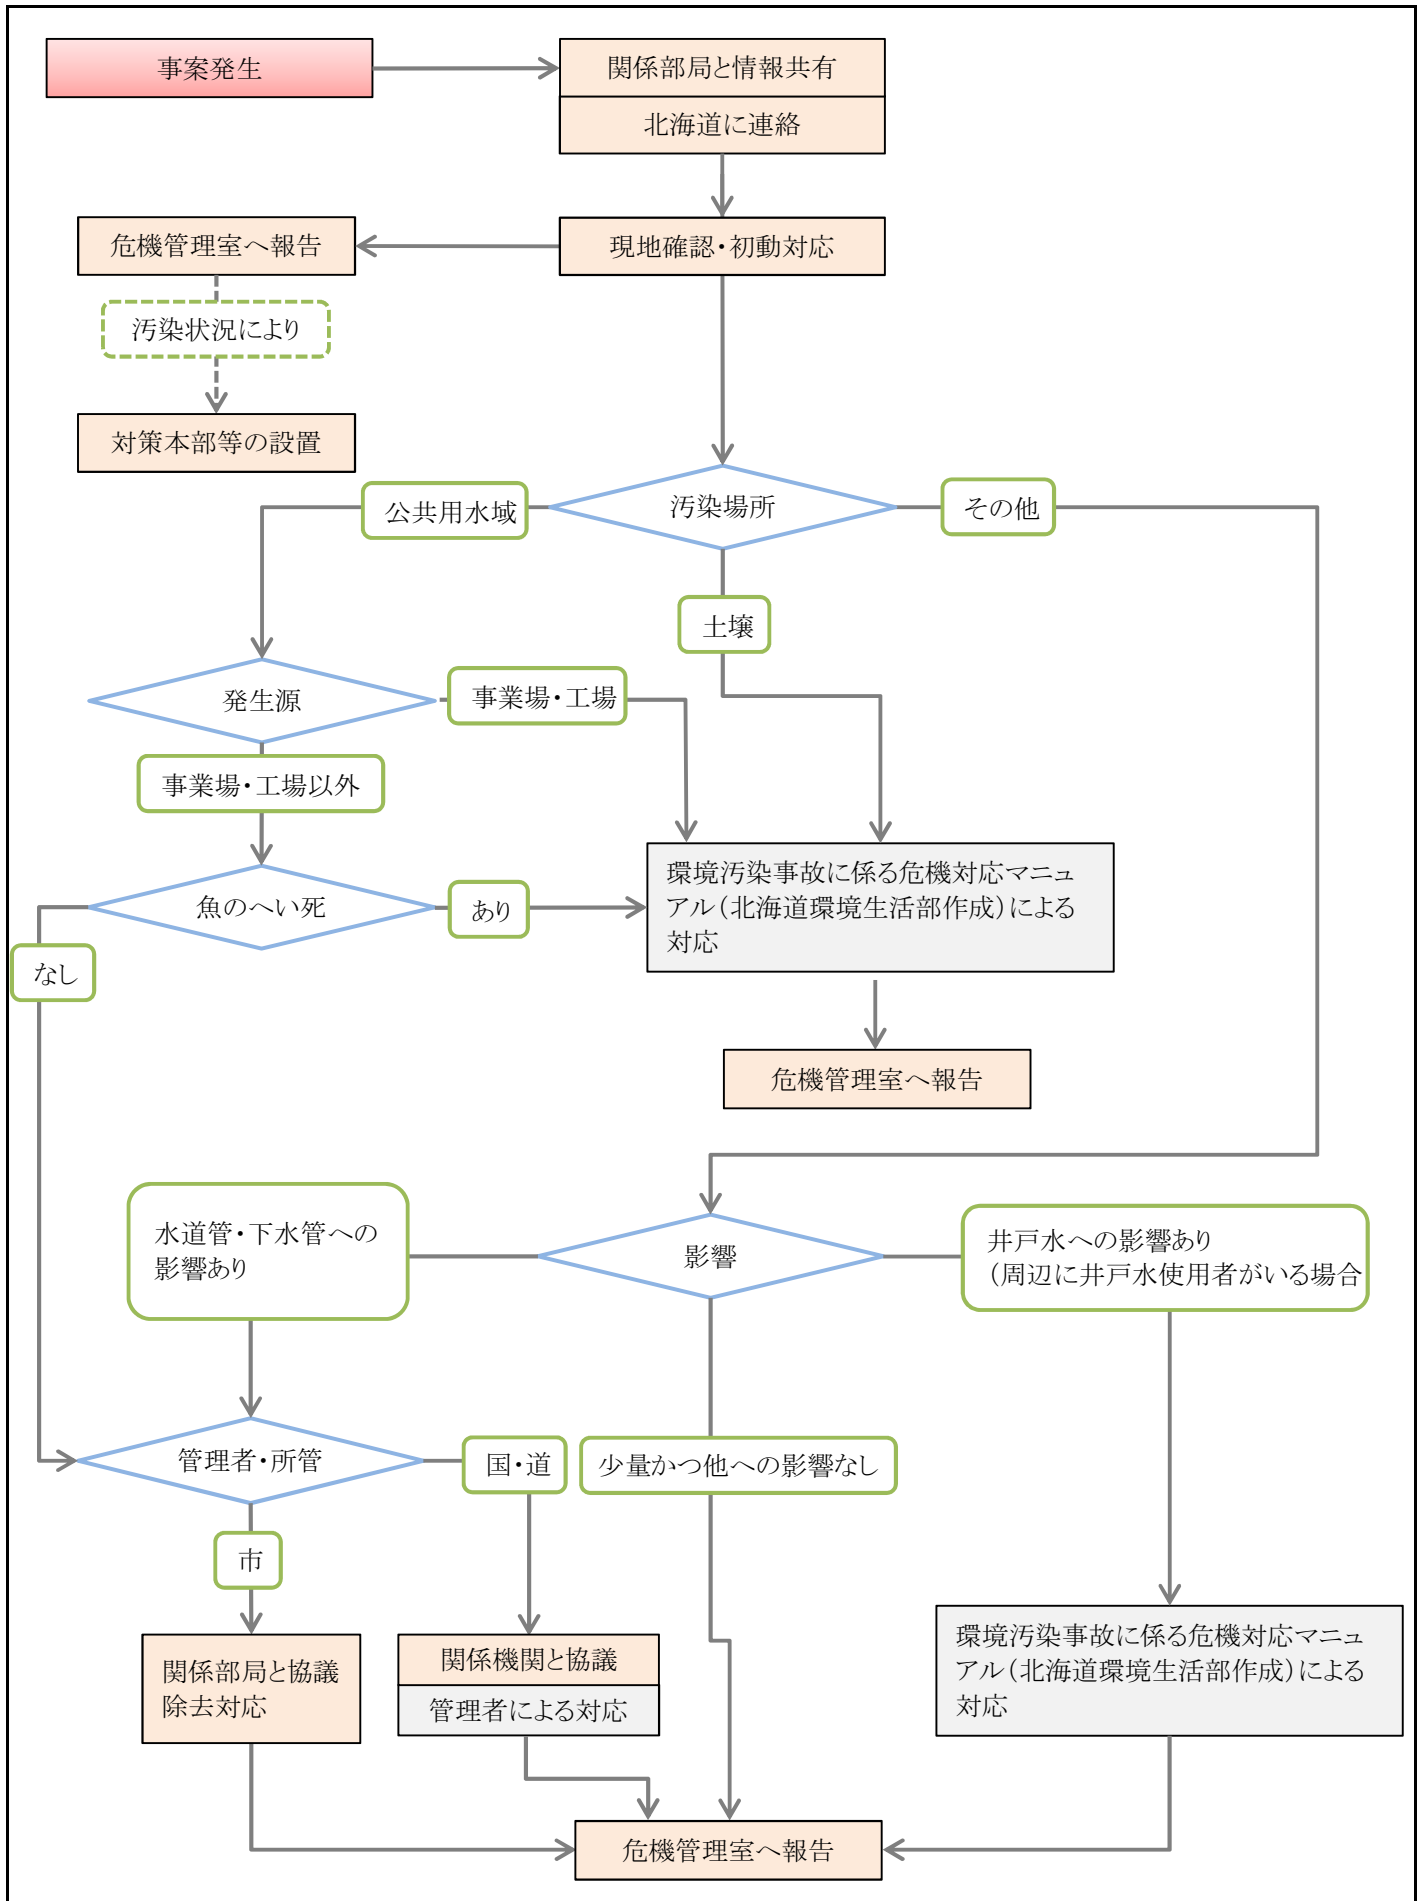 事案発生
関係部局と情報共有
北海道に連絡
危機管理室へ報告
現地確認・初動対応
汚染状況により
対策本部等の設置
公共用水域
汚染場所
その他
土壌
発生源
事業場・工場
事業場・工場以外
魚のへい死
あり
環境汚染事故に係る危機対応マニュ
アル（北海道環境生活部作成）による
対応
なし
危機管理室へ報告
水道管・下水管への
影響あり
影響
井戸水への影響あり
（周辺に井戸水使用者がいる場合
管理者・所管
国・道
少量かつ他への影響なし
市
関係部局と協議
除去対応
関係機関と協議
管理者による対応
環境汚染事故に係る危機対応マニュ
アル（北海道環境生活部作成）による
対応
危機管理室へ報告